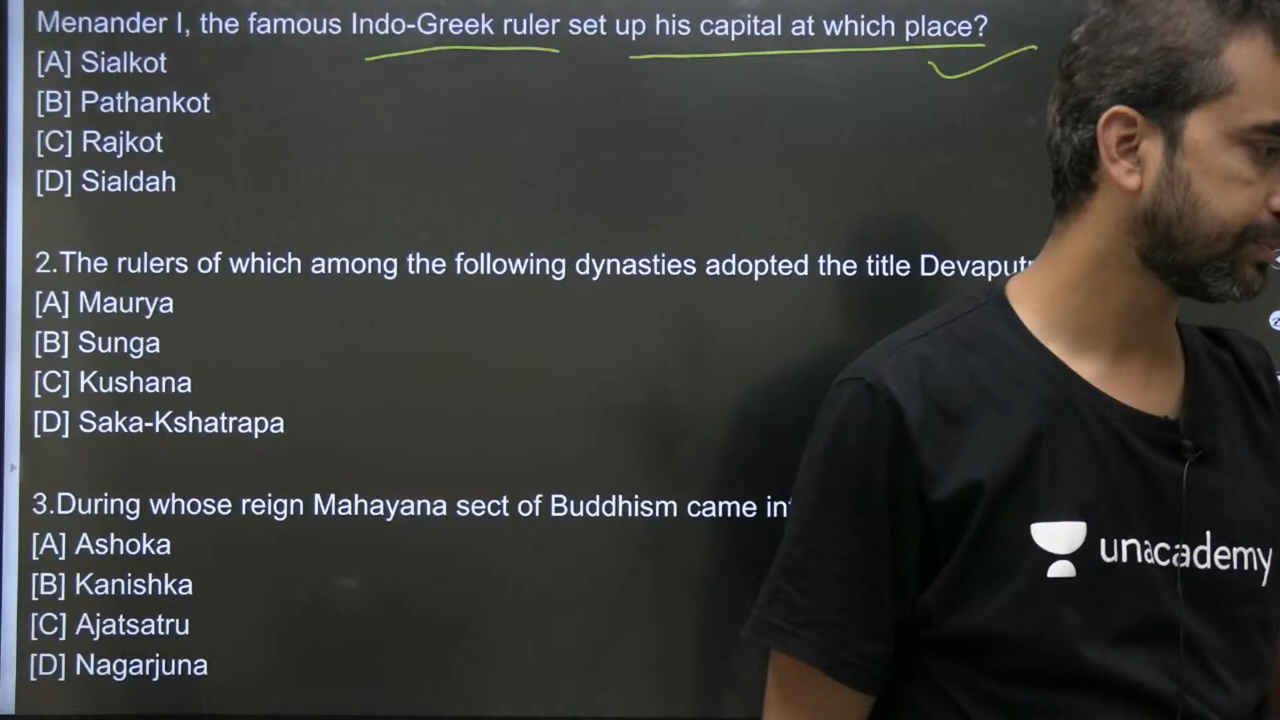 Menander I, the famous Indo-Greek ruler set up his capital at which place?
[A] Sialkot
[B] Pathankot
[C] Rajkot
[D] Sialdah
2.The rulers of which among the following dynasties adopted the title
[A] Maurya
[B] Sunga
[C] Kushana
[D] Saka-Kshatrapa
3.During whose reign Mahayana sect of Buddhism came
[A] Ashoka
[B] Kanishka
[C] Ajatsatru
[D] Nagarjuna
unacademy